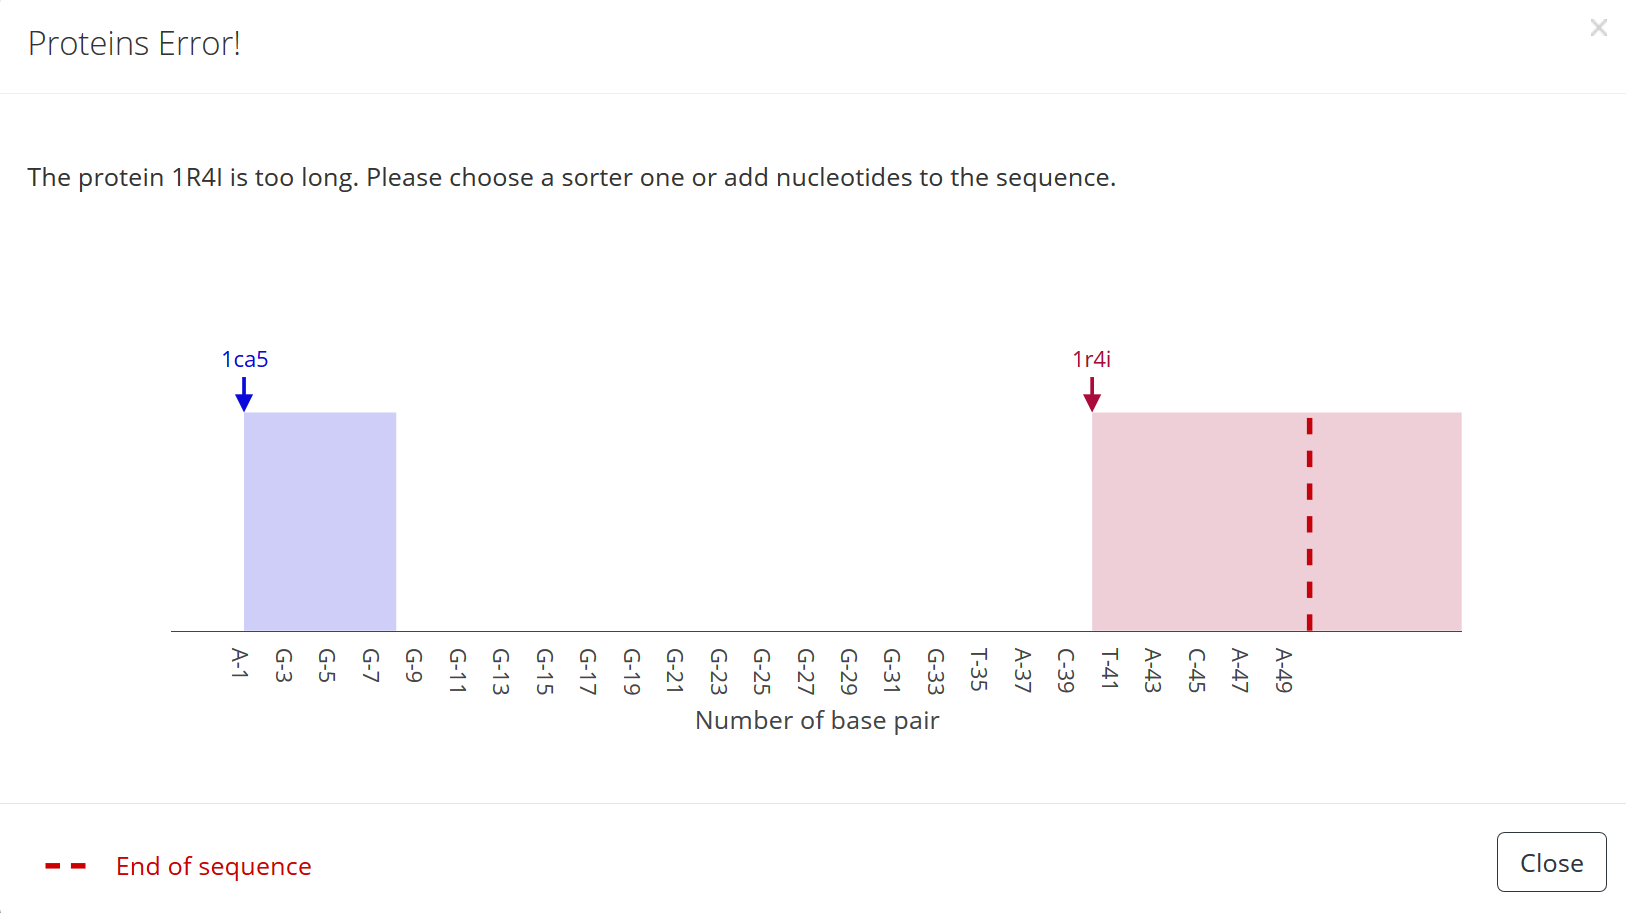 Proteins Error!
×
The protein 1R4I is too long. Please choose a sorter one or add nucleotides to the sequence.
1ca5
1r4i
A-1 G-3 G-5 G-7 G-9 G-11 G-13 G-15 G-17 G-19 G-21 G-23 G-25 G-27 G-29 G-31 G-33 T-35 A-37 C-39 T-41 A-43 C-45 A-47 A-49
Number of base pair
End of sequence
Close